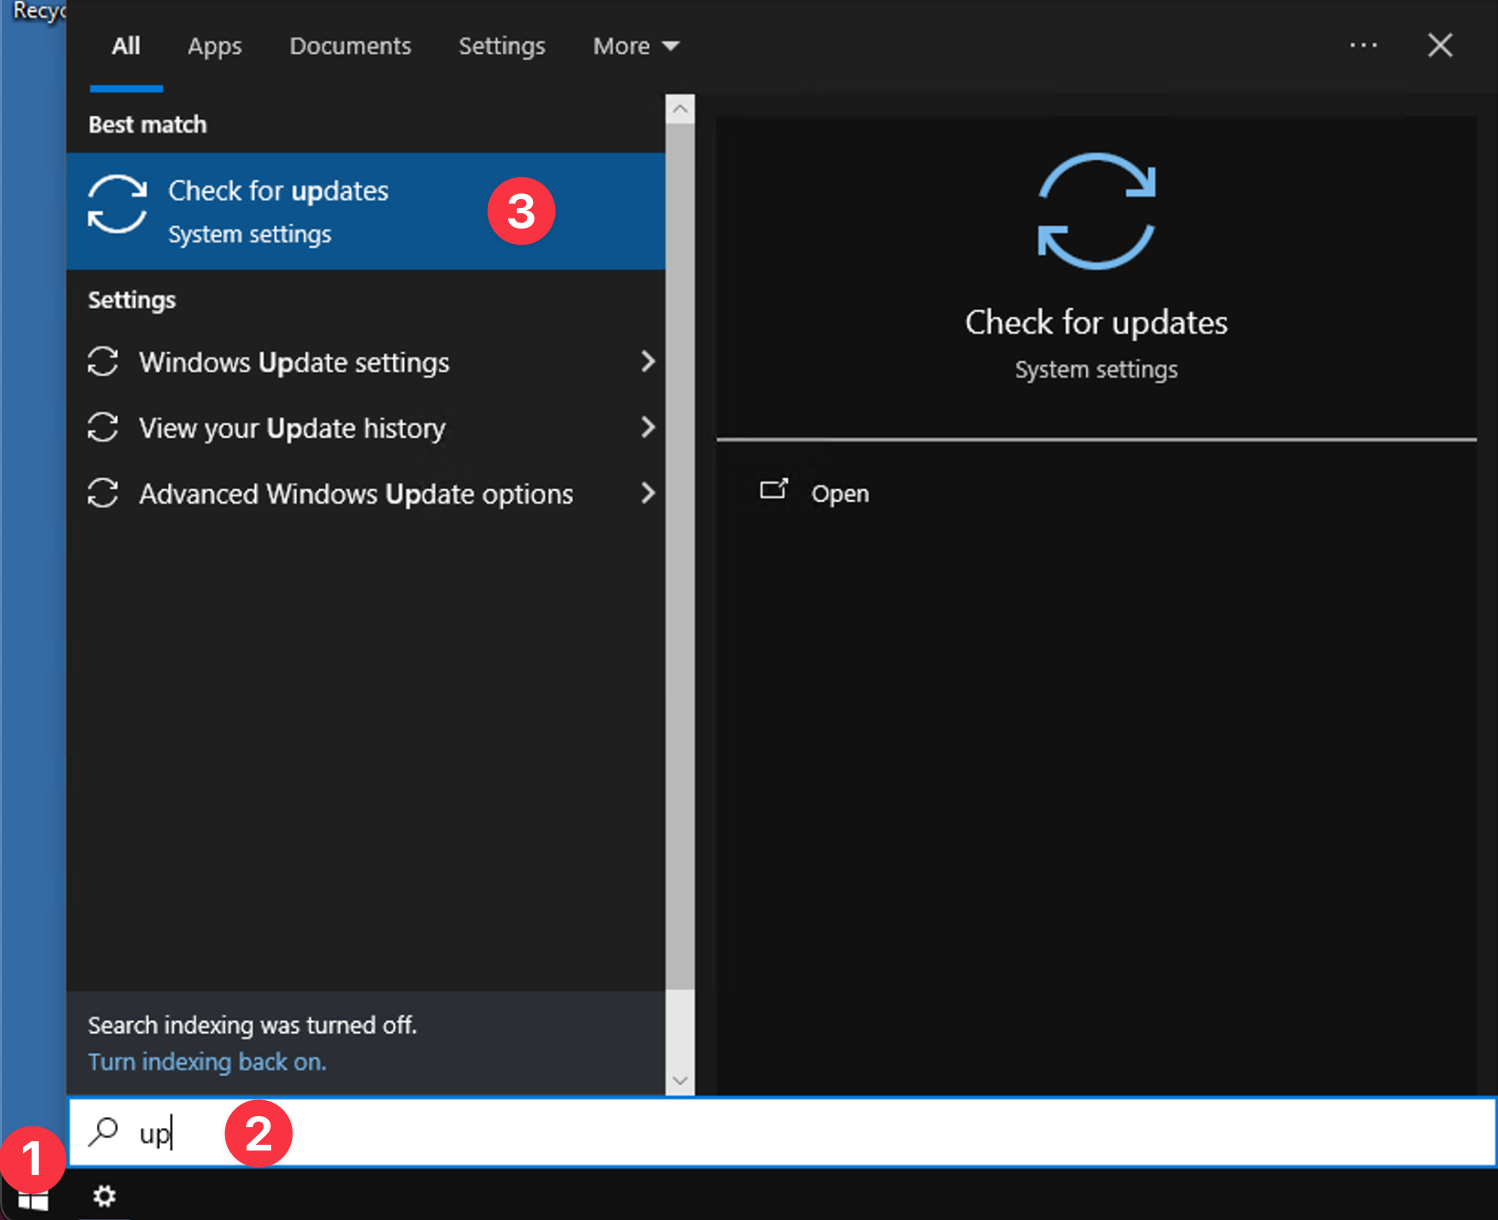 Recyc
All Apps Documents Settings More
Best match
Check for updates
System settings
3
Settings
Windows Update settings
View your Update history
Advanced Windows Update options
Check for updates
System settings
Open
Search indexing was turned off.
Turn indexing back on.
up
2
1